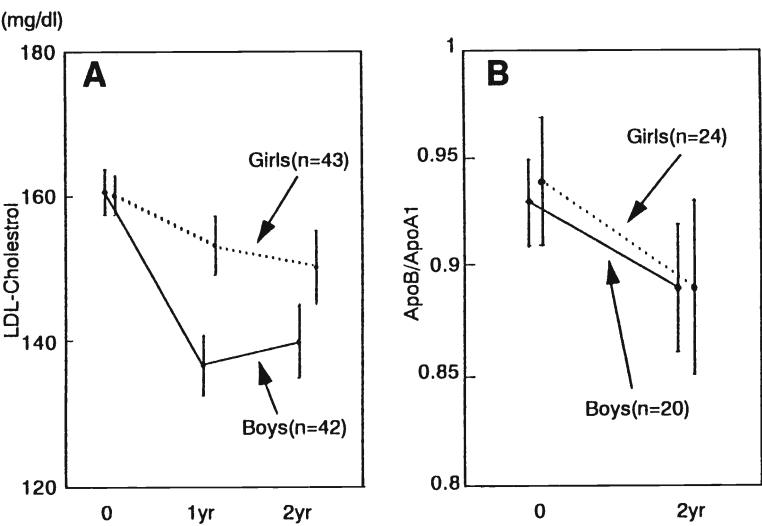 (mg/dl)
A
180
160
140
120
LDL-Cholestrol
Girls(n=43)
Boys(n=42)
0 1yr 2yr
B
1
0.95
0.9
0.85
0.8
ApoB/ApoA1
Girls(n=24)
Boys(n=20)
0 2yr